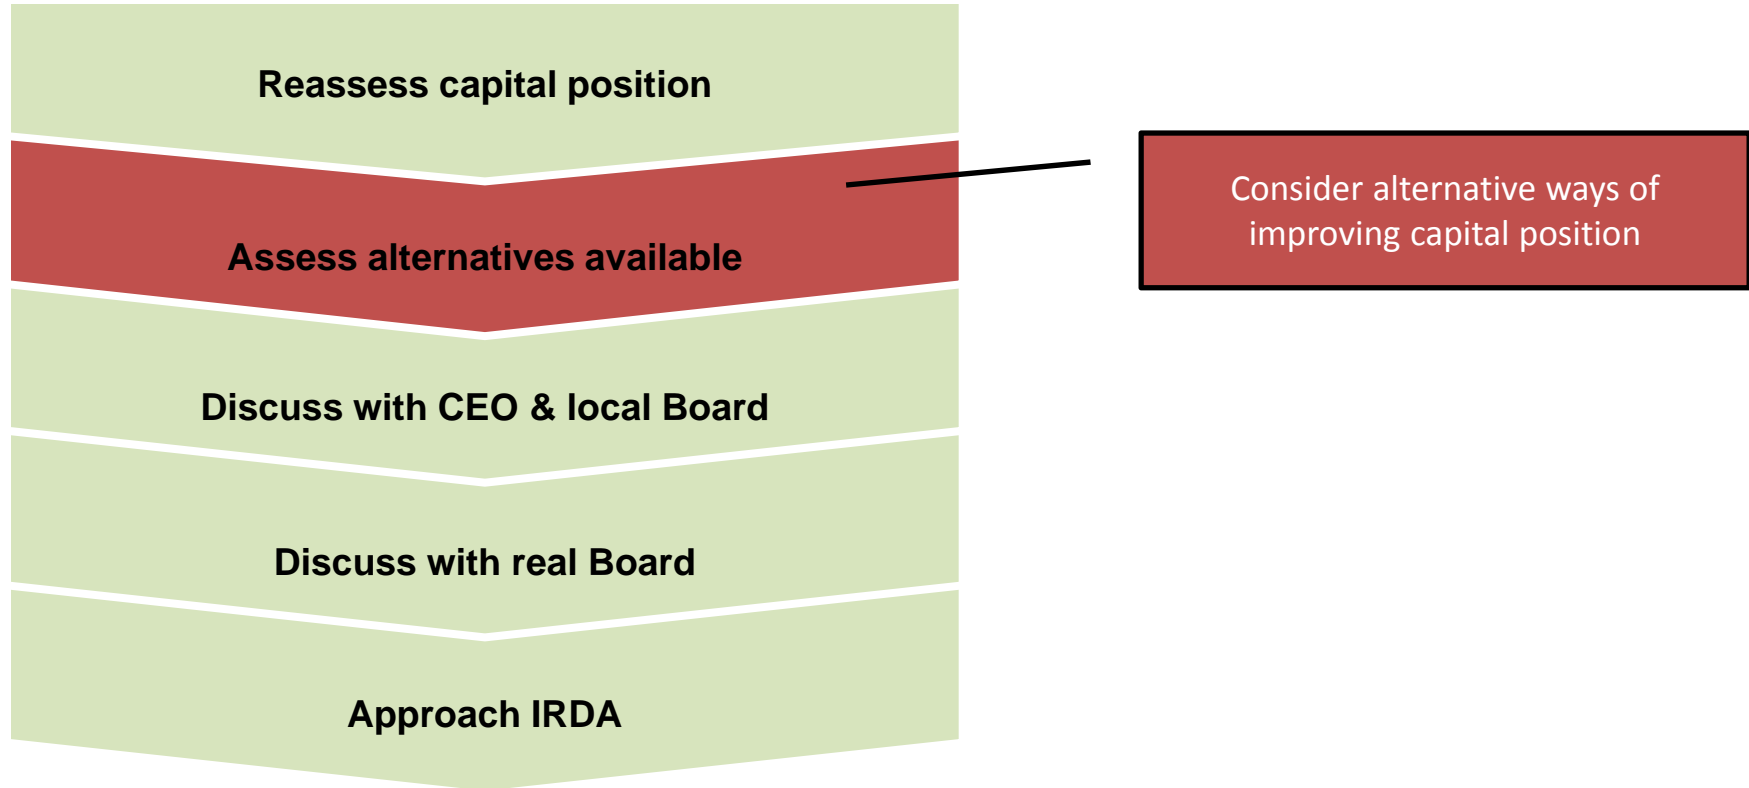 Reassess capital position
Assess alternatives available
Consider alternative ways of
improving capital position
Discuss with CEO & local Board
Discuss with real Board
Approach IRDA